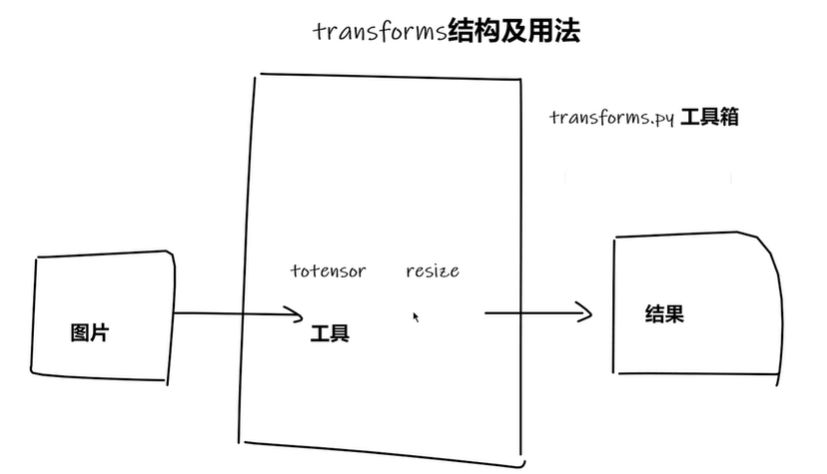 transforms结构及用法
transforms.py 工具箱
totensor resize
图片
工具
结果